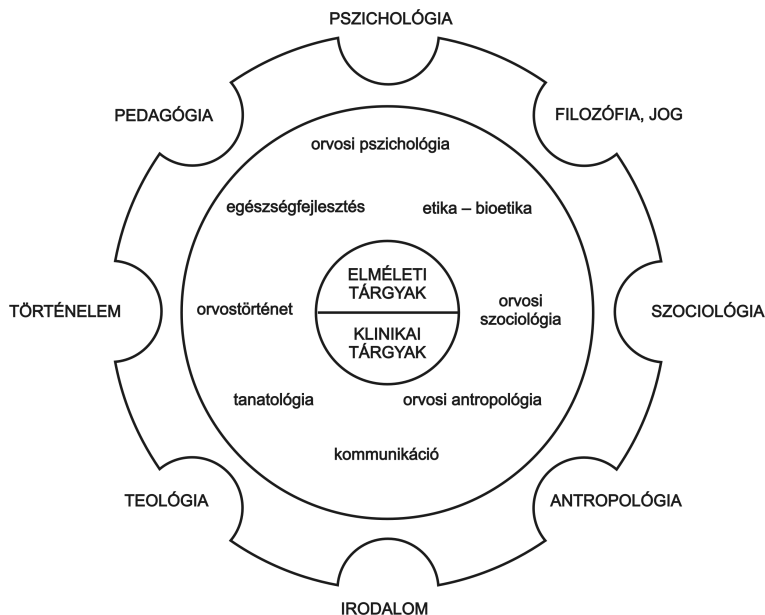 PSZICHOLÓGIA
PEDAGÓGIA
FILOZÓFIA, JOG
orvosi pszichológia
egészségfejlesztés
etika – bioetika
ELMÉLETI
TÁRGYAK
TÖRTÉNELEM
orvostörténet
orvosi
szociológia
SZOCIOLÓGIA
KLINIKAI
TÁRGYAK
tanatológia
orvosi antropológia
kommunikáció
TEOLÓGIA
ANTROPOLÓGIA
IRODALOM